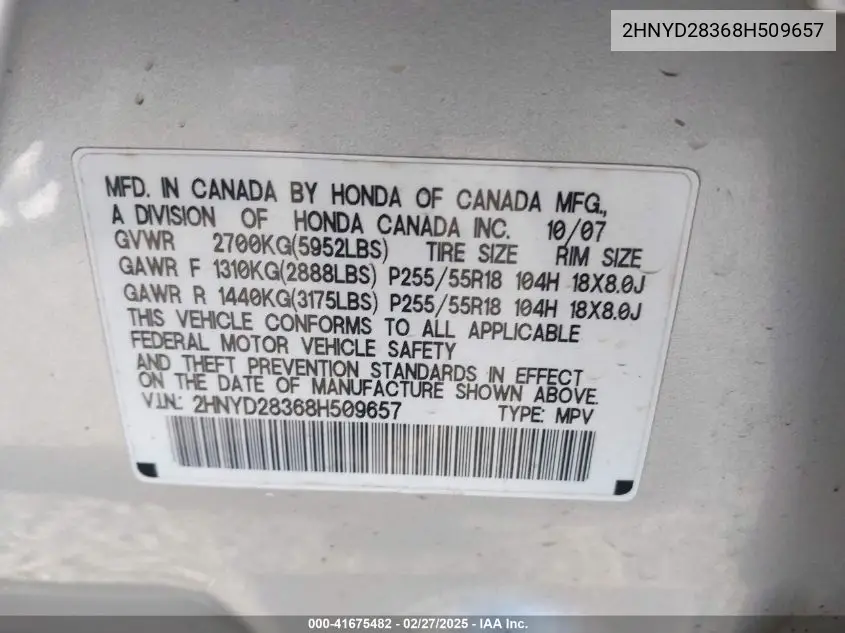 2HNYD28368H509657
MFD. IN CANADA BY HONDA OF CANADA MFG.,
A DIVISION OF HONDA CANADA INC. 10/07
GVWR 2700KG(5952LBS) TIRE SIZE RIM SIZE
GAWR F 1310KG(2888LBS) P255/55R18 104H 18X8.0J
GAWR R 1440KG(3175LBS) P255/55R18 104H 18X8.0J
THIS VEHICLE CONFORMS TO ALL APPLICABLE
FEDERAL MOTOR VEHICLE SAFETY
AND THEFT PREVENTION STANDARDS IN EFFECT
ON THE DATE OF MANUFACTURE SHOWN ABOVE.
V.I.N.: 2HNYD28368H509657 TYPE: MPV
000-41675482 - 02/27/2025 - IAA Inc.